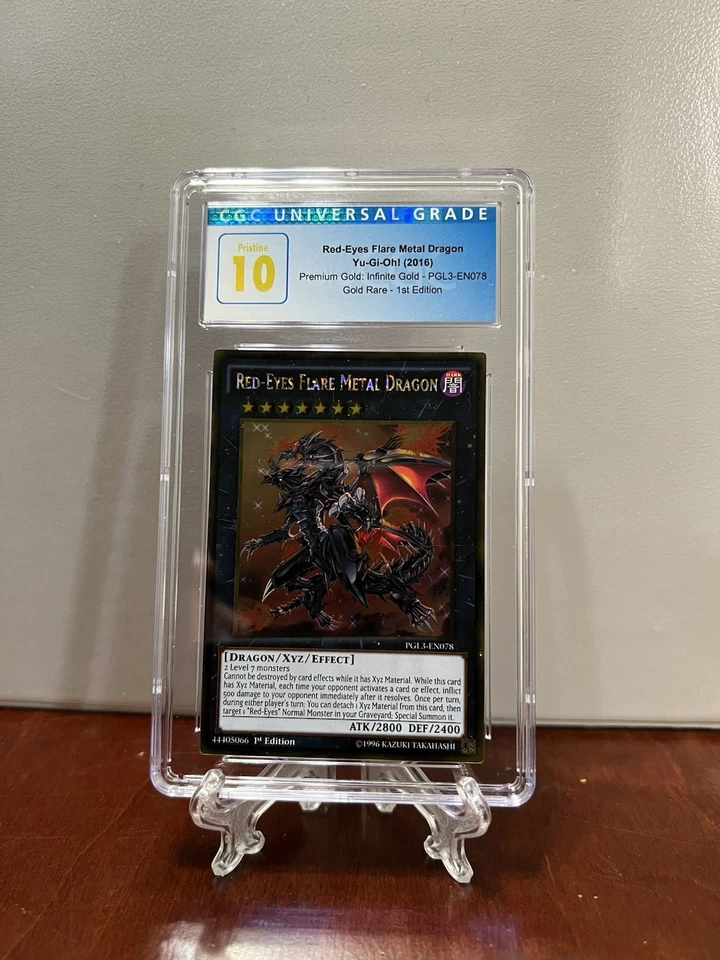 CGC UNIVERSAL GRADE
Pristine
10
Red-Eyes Flare Metal Dragon
Yu-Gi-Oh! (2016)
Premium Gold: Infinite Gold - PGL3-EN078
Gold Rare - 1st Edition
RED-EYES FLARE METAL DRAGON
DARK
闇
PGL3-EN078
[DRAGON/XYZ/EFFECT]
2 Level 7 monsters
Cannot be destroyed by card effects while it has Xyz Material. While this card
has Xyz Material, each time your opponent activates a card or effect, inflict
500 damage to your opponent immediately after it resolves. Once per turn,
during either player's turn: You can detach 1 Xyz Material from this card, then
target 1 "Red-Eyes" Normal Monster in your Graveyard; Special Summon it.
ATK/2800 DEF/2400
44405066 1st Edition ©1996 KAZUKI TAKAHASHI